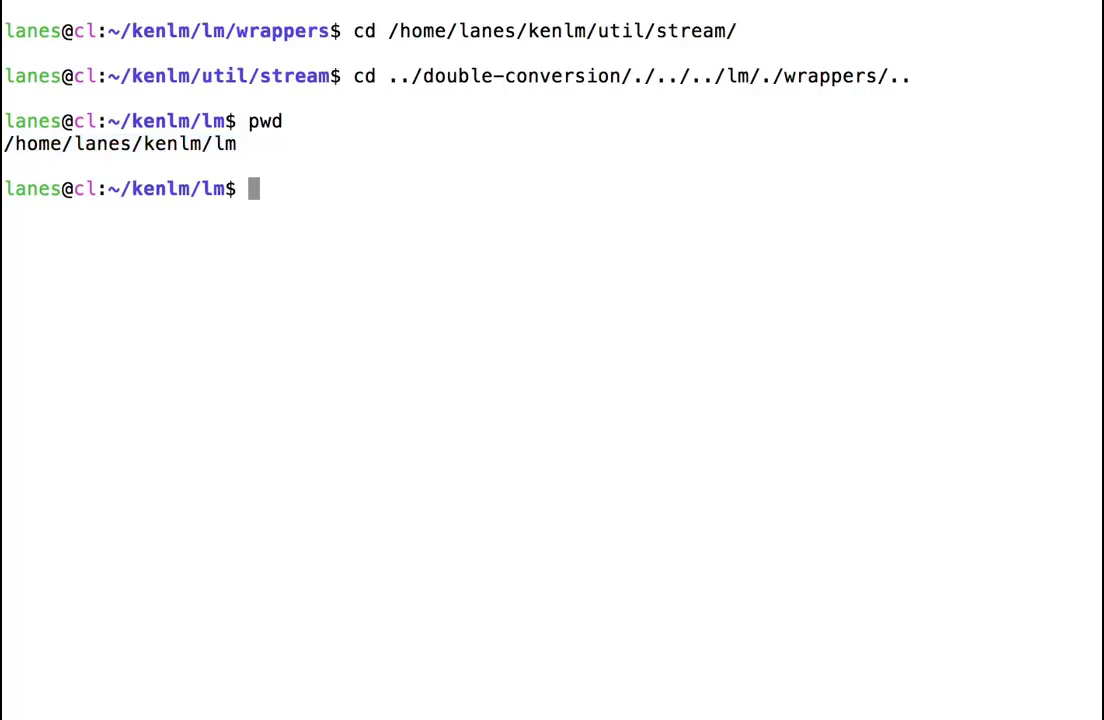 lanes@cl:~/kenlm/lm/wrappers$ cd /home/lanes/kenlm/util/stream/
lanes@cl:~/kenlm/util/stream$ cd ../double-conversion/./../../lm/./wrappers/..
lanes@cl:~/kenlm/lm$ pwd
/home/lanes/kenlm/lm
lanes@cl:~/kenlm/lm$